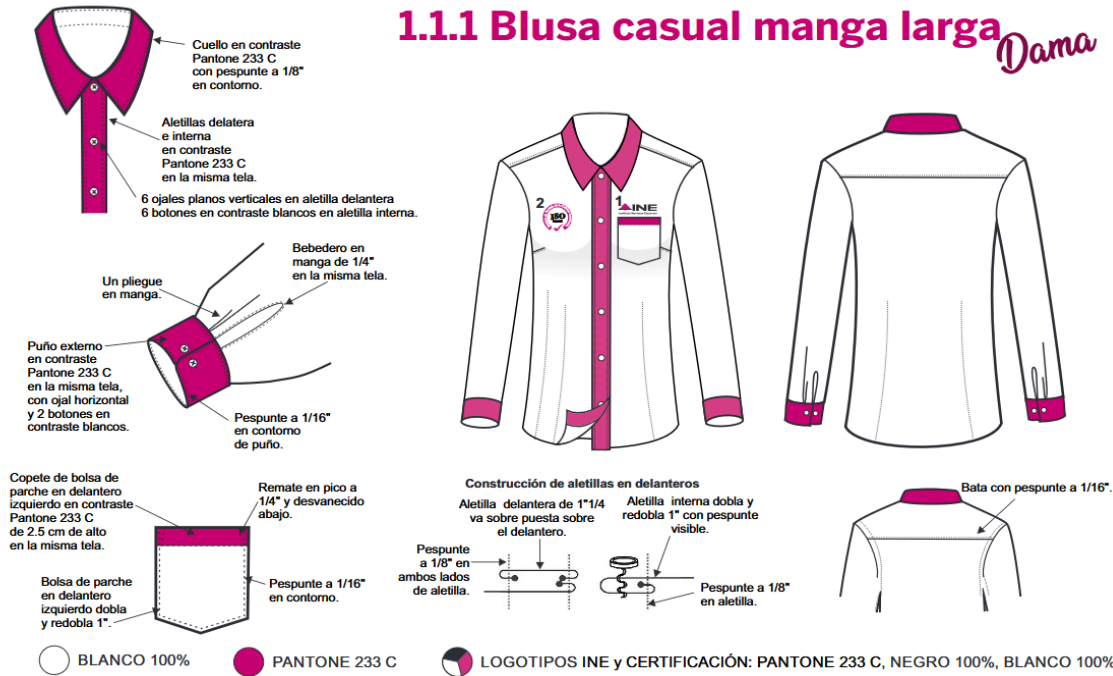 1.1.1 Blusa casual manga larga
Dama
Cuello en contraste
Pantone 233 C
con pespunte a 1/8"
en contorno.
Aletillas delatera
e interna
en contraste
Pantone 233 C
en la misma tela.
6 ojales planos verticales en aletilla delantera
6 botones en contraste blancos en aletilla interna.
Bebedero en
manga de 1/4"
en la misma tela.
Un pliegue
en manga.
Puño externo
en contraste
Pantone 233 C
en la misma tela,
con ojal horizontal
y 2 botones en
contraste blancos.
Pespunte a 1/16"
en contorno
de puño.
2
ISO
1
INE
Copete de bolsa de
parche en delantero
izquierdo en contraste
Pantone 233 C
de 2.5 cm de alto
en la misma tela.
Remate en pico a
1/4" y desvanecido
abajo.
Bolsa de parche
en delantero
izquierdo dobla
y redobla 1".
Pespunte a 1/16"
en contorno.
Construcción de aletillas en delanteros
Aletilla delantera de 1"1/4
va sobre puesta sobre
el delantero.
Aletilla interna dobla y
redobla 1" con pespunte
visible.
Pespunte
a 1/8" en
ambos lados
de aletilla.
Pespunte a 1/8"
en aletilla.
Bata con pespunte a 1/16".
BLANCO 100%
PANTONE 233 C
LOGOTIPOS INE y CERTIFICACIÓN: PANTONE 233 C, NEGRO 100%, BLANCO 100%